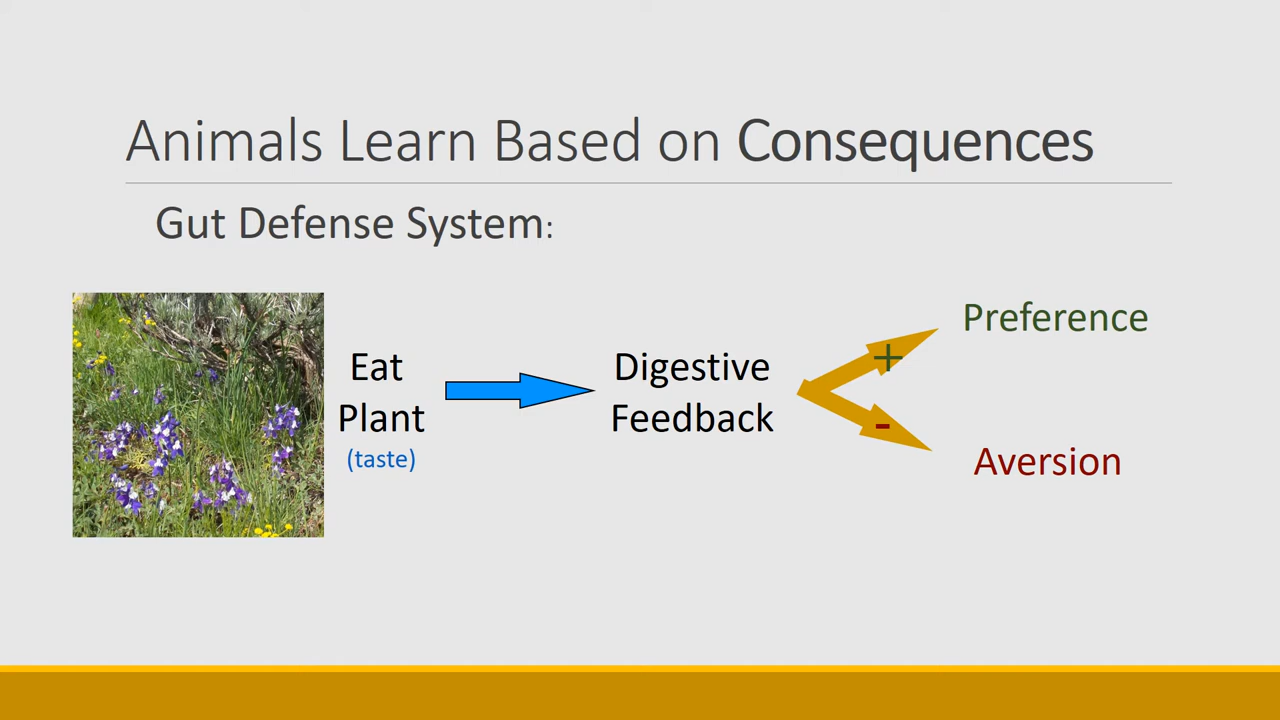 Animals Learn Based on Consequences
Gut Defense System:
Eat
Plant
(taste)
Digestive
Feedback
+
-
Preference
Aversion